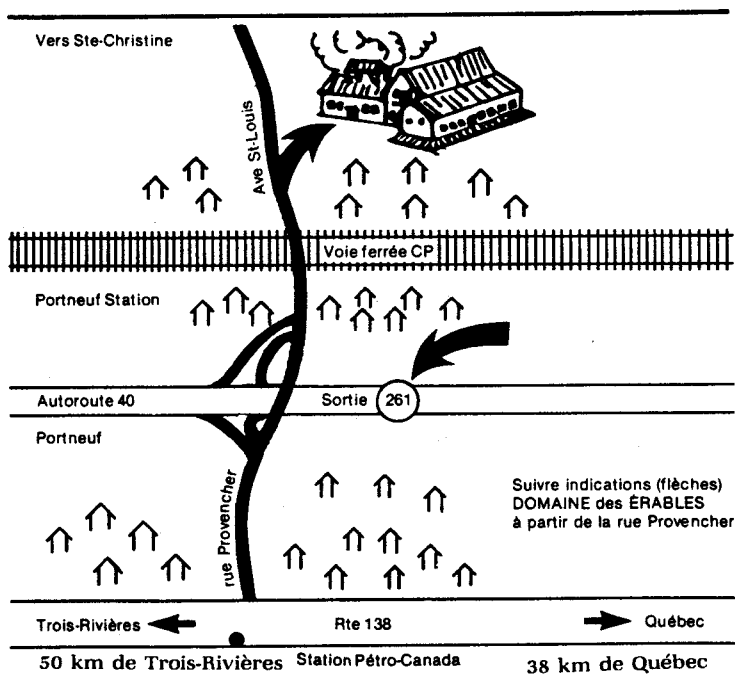 Vers Ste-Christine
Ave St-Louis
Voie ferrée CP
Portneuf Station
Autoroute 40
Sortie 261
Portneuf
rue Provencher
Suivre indications (flèches)
DOMAINE des ÉRABLES
à partir de la rue Provencher
Trois-Rivières
Rte 138
Québec
50 km de Trois-Rivières
Station Pétro-Canada
38 km de Québec